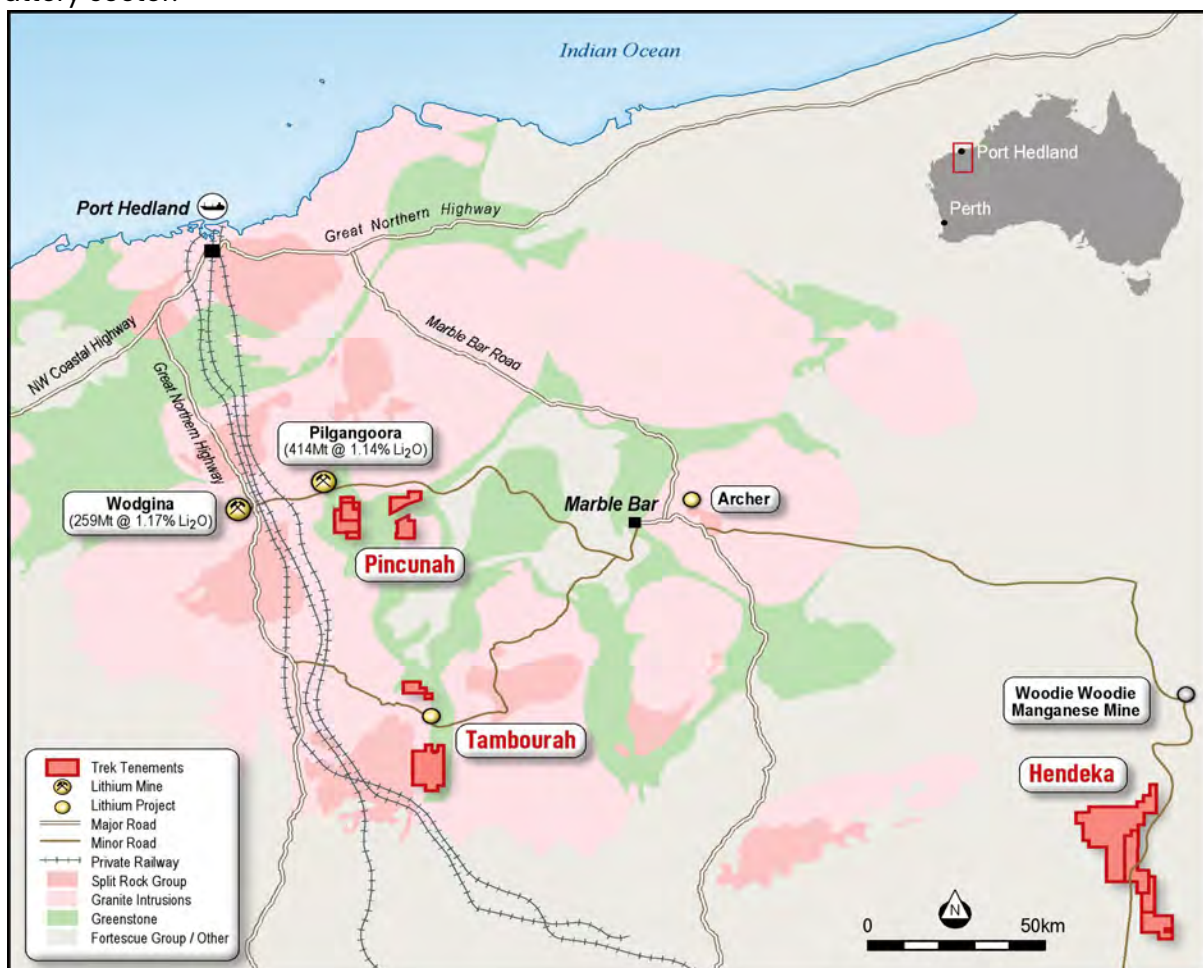 Indian Ocean
Port Hedland
Perth
Port Hedland
Great Northern Highway
NW Coastal Highway
Great Northern Highway
Marble Bar Road
Pilgangoora
(414Mt @ 1.14% Li₂O)
Wodgina
(259Mt @ 1.17% Li₂O)
Marble Bar
Archer
Pincunah
Woodie Woodie
Manganese Mine
Tambourah
Hendeka
Trek Tenements
Lithium Mine
Lithium Project
Major Road
Minor Road
Private Railway
Split Rock Group
Granite Intrusions
Greenstone
Fortescue Group / Other
N
0 50km